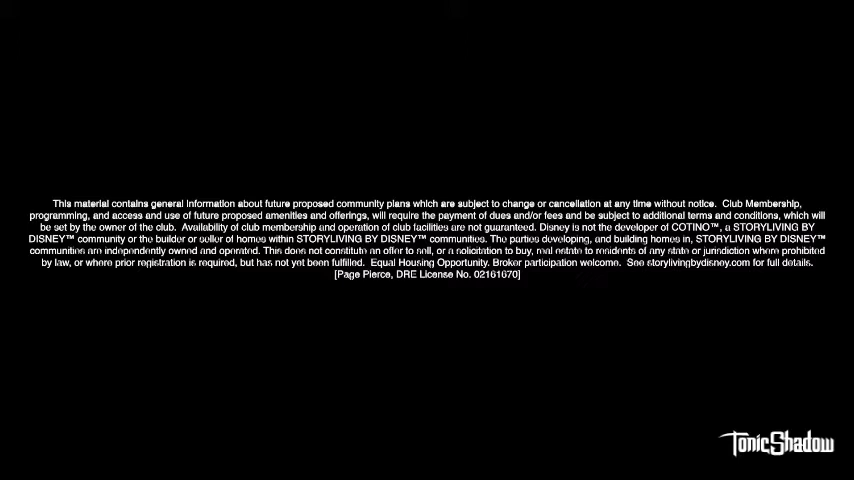 This material contains general information about future proposed community plans which are subject to change or cancellation at any time without notice.  Club Membership,
programming, and access and use of future proposed amenities and offerings, will require the payment of dues and/or fees and be subject to additional terms and conditions, which will
be set by the owner of the club.  Availability of club membership and operation of club facilities are not guaranteed. Disney is not the developer of COTINO™, a STORYLIVING BY
DISNEY™ community or the builder or seller of homes within STORYLIVING BY DISNEY™ communities. The parties developing, and building homes in, STORYLIVING BY DISNEY™
communities are independently owned and operated. This does not constitute an offer to sell, or a solicitation to buy, real estate to residents of any state or jurisdiction where prohibited
by law, or where prior registration is required, but has not yet been fulfilled.  Equal Housing Opportunity. Broker participation welcome.  See storylivingbydisney.com for full details.
[Page Pierce, DRE License No. 02161670]
TonicShadow